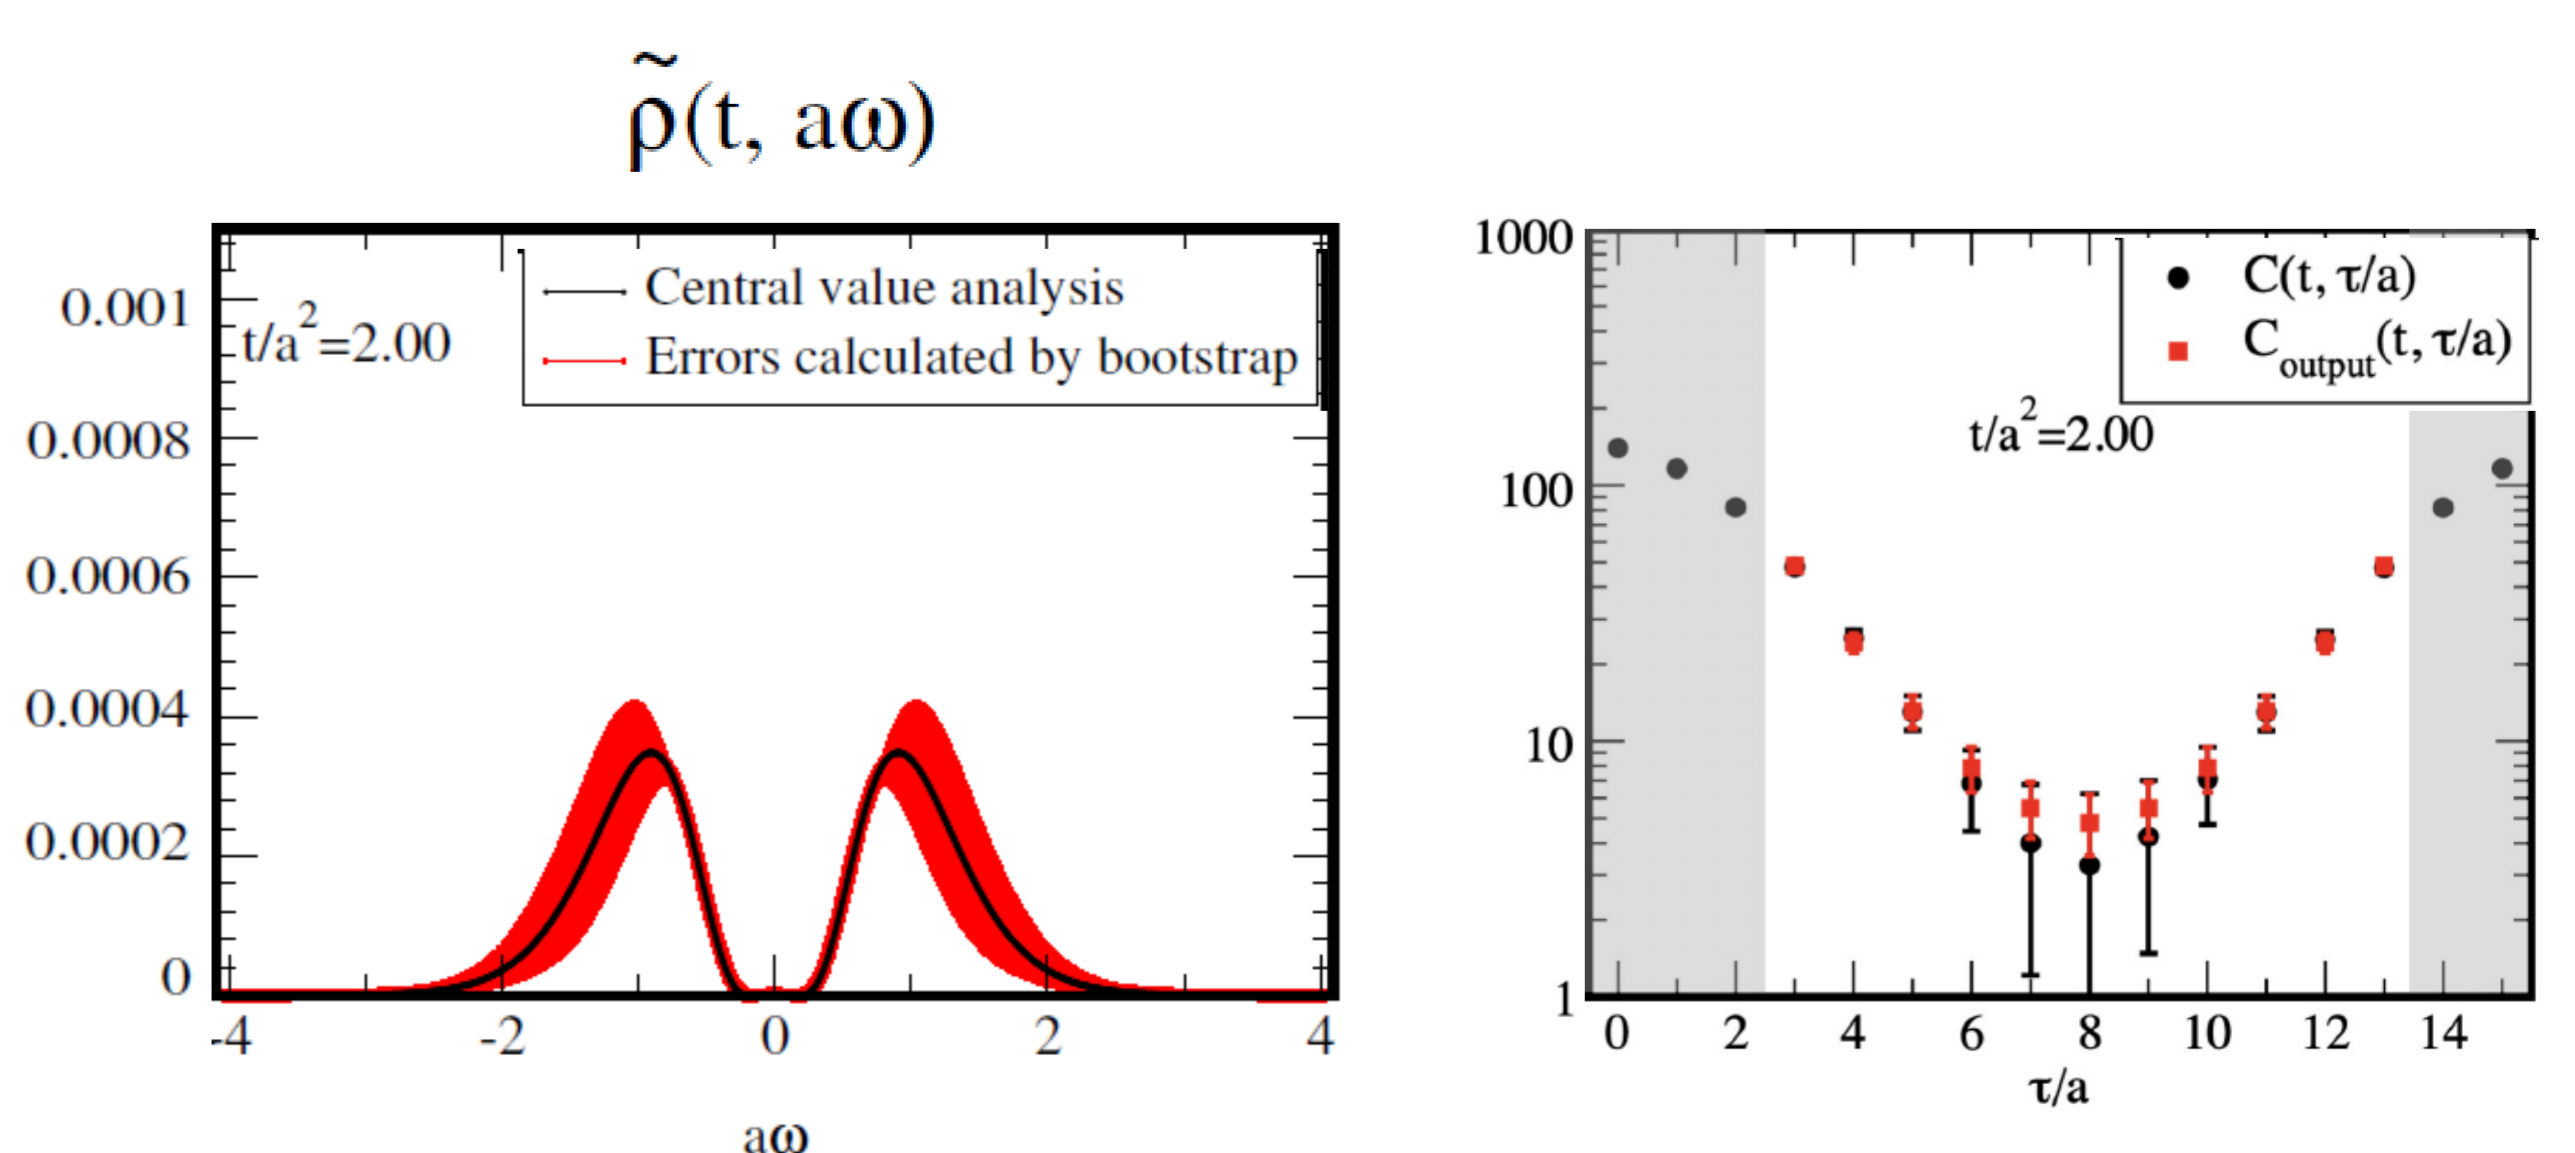 ρ̃(t, aω)
0.001
0.0008
0.0006
0.0004
0.0002
0
t/a²=2.00
Central value analysis
Errors calculated by bootstrap
-4 -2 0 2 4
aω
1000
100
10
1
C(t, τ/a)
C_output(t, τ/a)
t/a²=2.00
0 2 4 6 8 10 12 14
τ/a